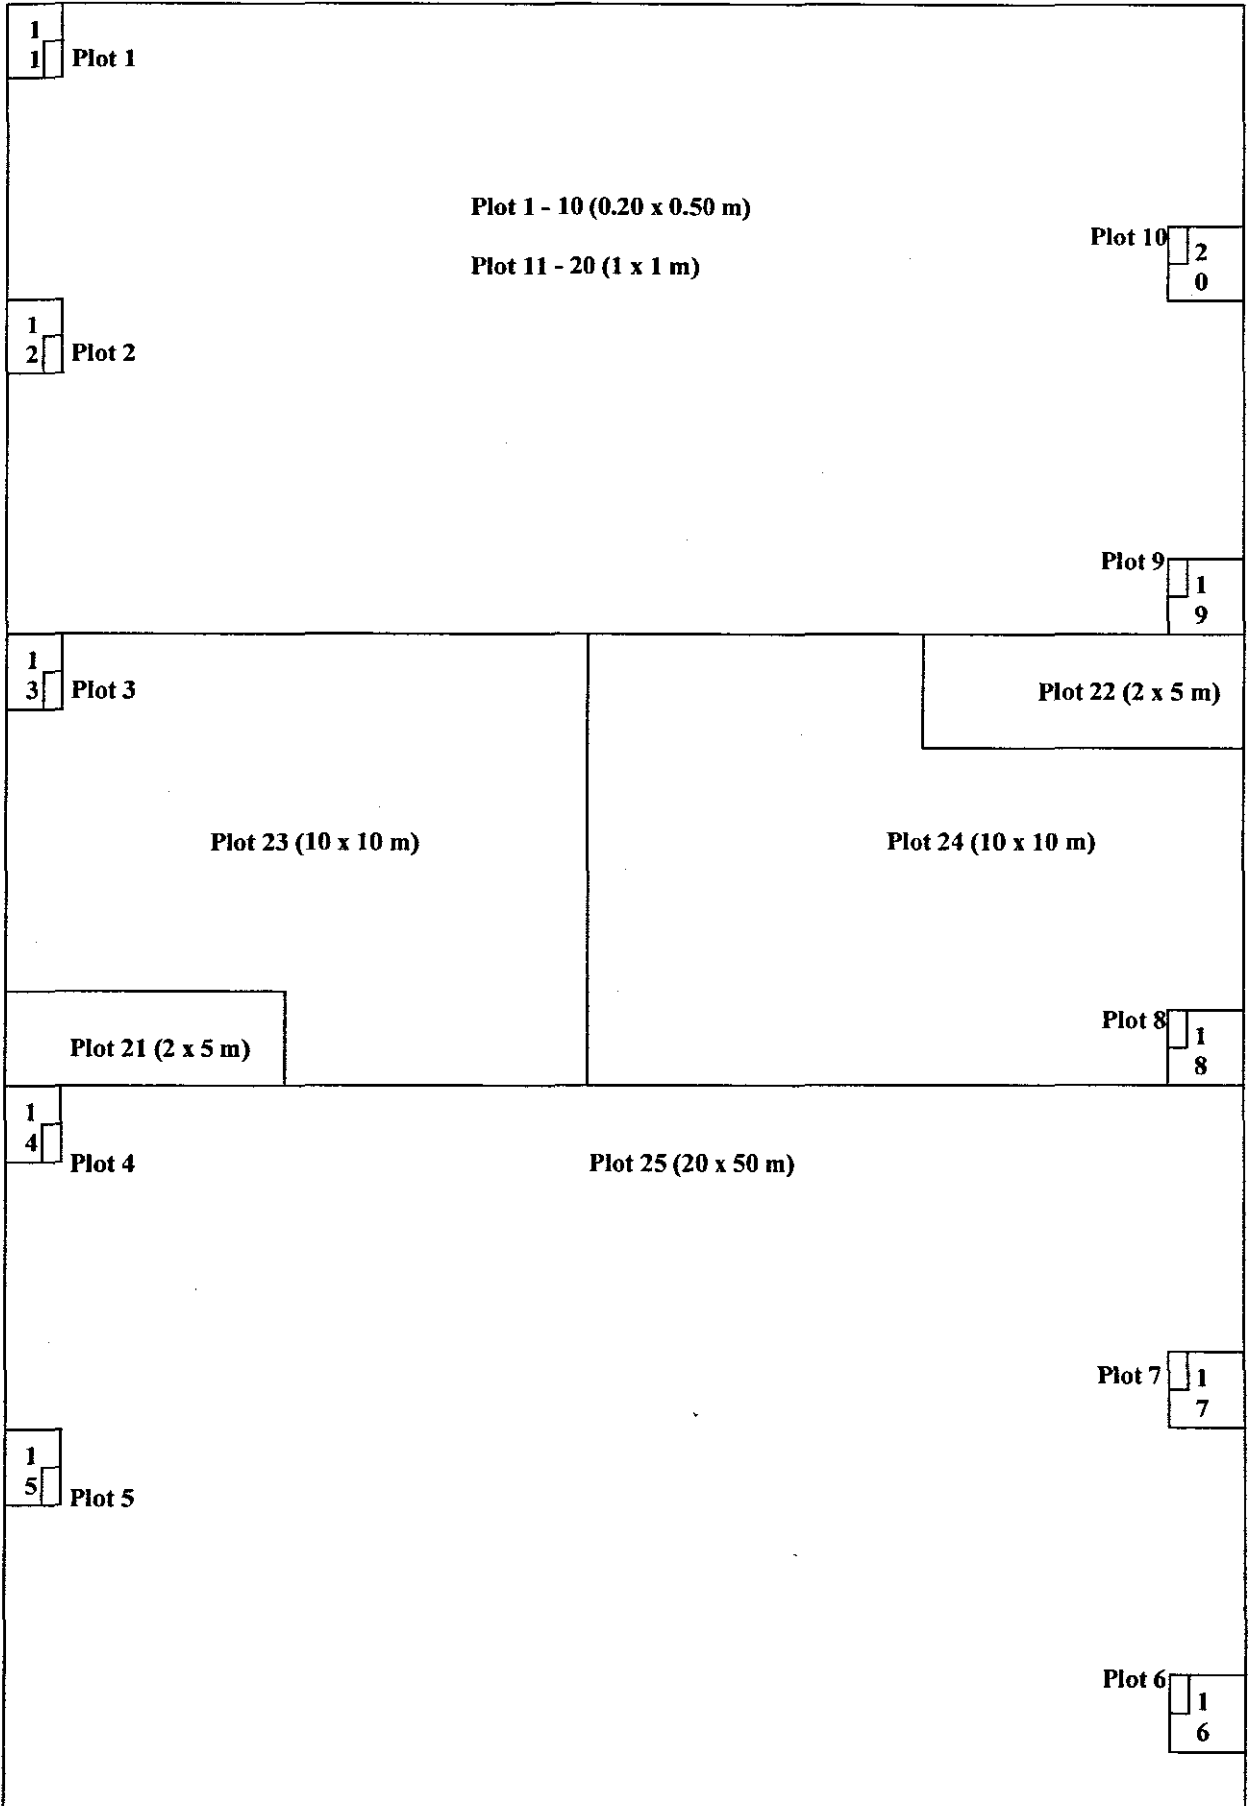 1
1 Plot 1
Plot 1 - 10 (0.20 x 0.50 m)
Plot 10 2
0
Plot 11 - 20 (1 x 1 m)
1
2 Plot 2
Plot 9 1
9
1
3 Plot 3
Plot 22 (2 x 5 m)
Plot 23 (10 x 10 m)
Plot 24 (10 x 10 m)
Plot 8 1
8
Plot 21 (2 x 5 m)
1
4
Plot 4
Plot 25 (20 x 50 m)
Plot 7 1
7
1
5
Plot 5
Plot 6
1
6